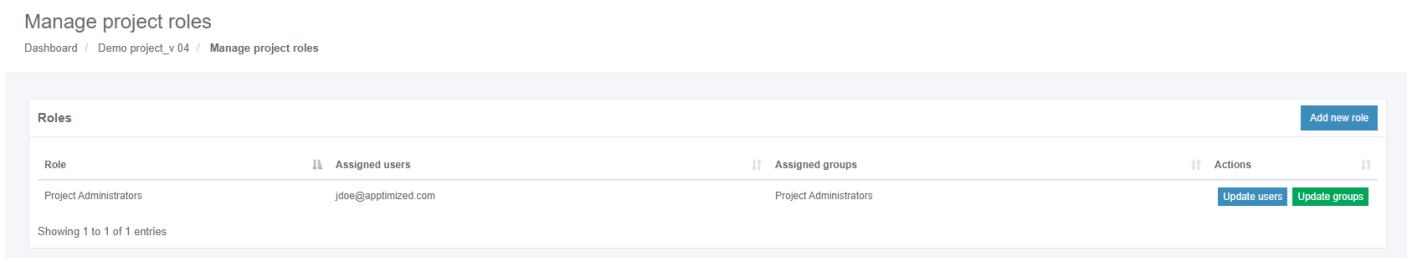 Manage project roles
Dashboard / Demo project_v 04 / Manage project roles
Roles Add new role
Role Assigned users Assigned groups Actions
Project Administrators jdoe@apptimized.com Project Administrators Update users Update groups
Showing 1 to 1 of 1 entries